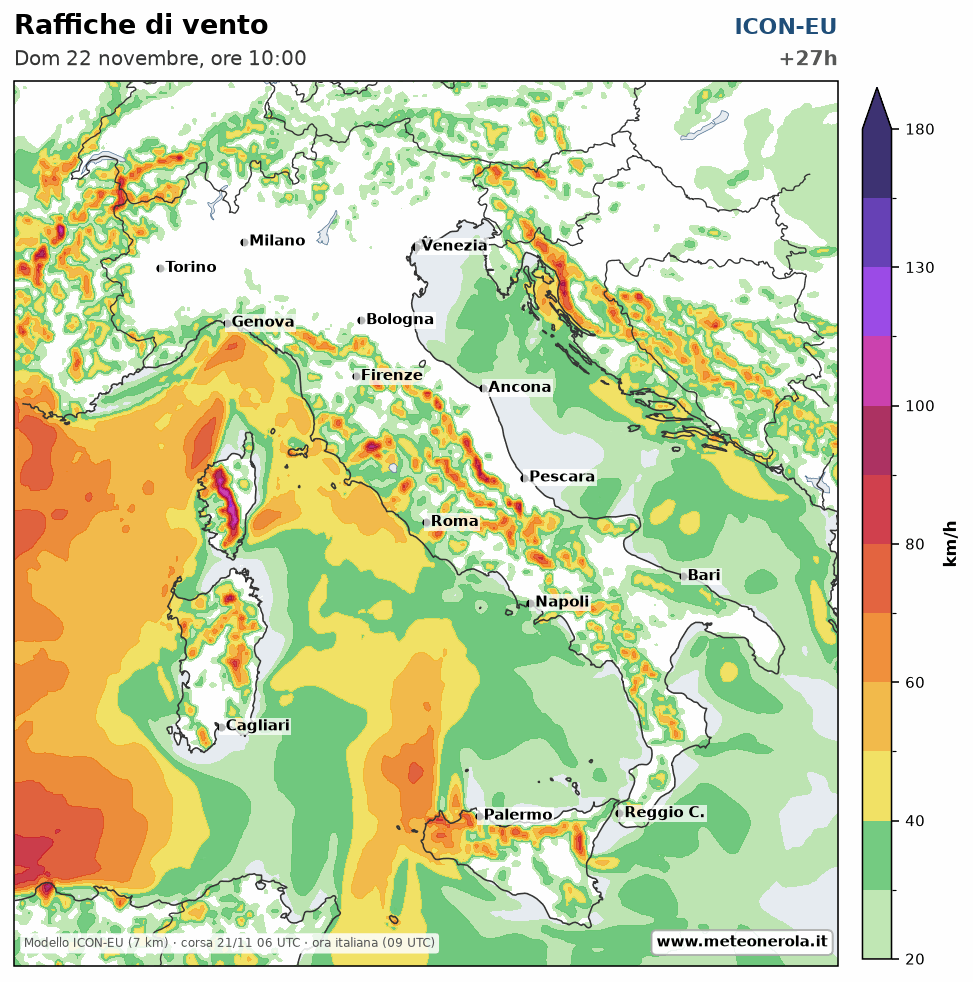 Raffiche di vento
ICON-EU
Dom 22 novembre, ore 10:00
+27h
180
130
100
80
60
40
20
km/h
Milano
Venezia
Torino
Genova
Bologna
Firenze
Ancona
Pescara
Roma
Bari
Napoli
Cagliari
Palermo
Reggio C.
Modello ICON-EU (7 km) · corsa 21/11 06 UTC · ora italiana (09 UTC)
www.meteonerola.it